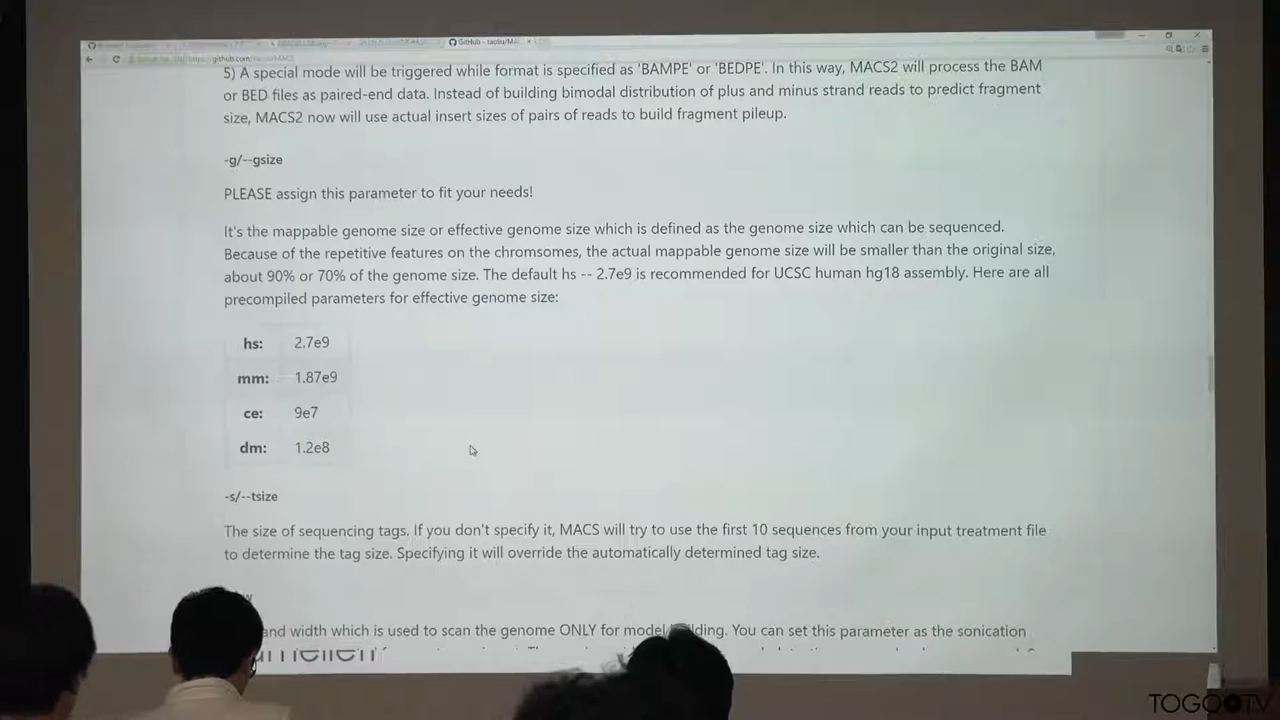 GitHub - taoliu/MA
github.com
5) A special mode will be triggered while format is specified as 'BAMPE' or 'BEDPE'. In this way, MACS2 will process the BAM
or BED files as paired-end data. Instead of building bimodal distribution of plus and minus strand reads to predict fragment
size, MACS2 now will use actual insert sizes of pairs of reads to build fragment pileup.
-g/--gsize
PLEASE assign this parameter to fit your needs!
It's the mappable genome size or effective genome size which is defined as the genome size which can be sequenced.
Because of the repetitive features on the chromsomes, the actual mappable genome size will be smaller than the original size,
about 90% or 70% of the genome size. The default hs -- 2.7e9 is recommended for UCSC human hg18 assembly. Here are all
precompiled parameters for effective genome size:
hs: 2.7e9
mm: 1.87e9
ce: 9e7
dm: 1.2e8
-s/--tsize
The size of sequencing tags. If you don't specify it, MACS will try to use the first 10 sequences from your input treatment file
to determine the tag size. Specifying it will override the automatically determined tag size.
and width which is used to scan the genome ONLY for model. You can set this parameter as the sonication
TOGOTV